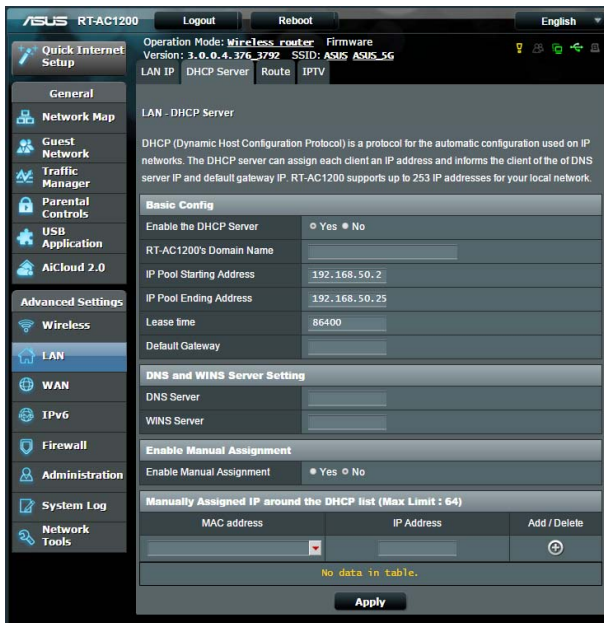 ASUS RT-AC1200 Logout Reboot English
Quick Internet Setup
General
Network Map
Guest Network
Traffic Manager
Parental Controls
USB Application
AiCloud 2.0
Advanced Settings
Wireless
LAN
WAN
IPv6
Firewall
Administration
System Log
Network Tools
Operation Mode: Wireless router Firmware
Version: 3.0.0.4.376_3792 SSID: ASUS ASUS_5G
LAN IP DHCP Server Route IPTV
LAN - DHCP Server
DHCP (Dynamic Host Configuration Protocol) is a protocol for the automatic configuration used on IP
networks. The DHCP server can assign each client an IP address and informs the client of the of DNS
server IP and default gateway IP. RT-AC1200 supports up to 253 IP addresses for your local network.
Basic Config
Enable the DHCP Server Yes No
RT-AC1200's Domain Name
IP Pool Starting Address 192.168.50.2
IP Pool Ending Address 192.168.50.25
Lease time 86400
Default Gateway
DNS and WINS Server Setting
DNS Server
WINS Server
Enable Manual Assignment
Enable Manual Assignment Yes No
Manually Assigned IP around the DHCP list (Max Limit : 64)
MAC address IP Address Add / Delete
No data in table.
Apply